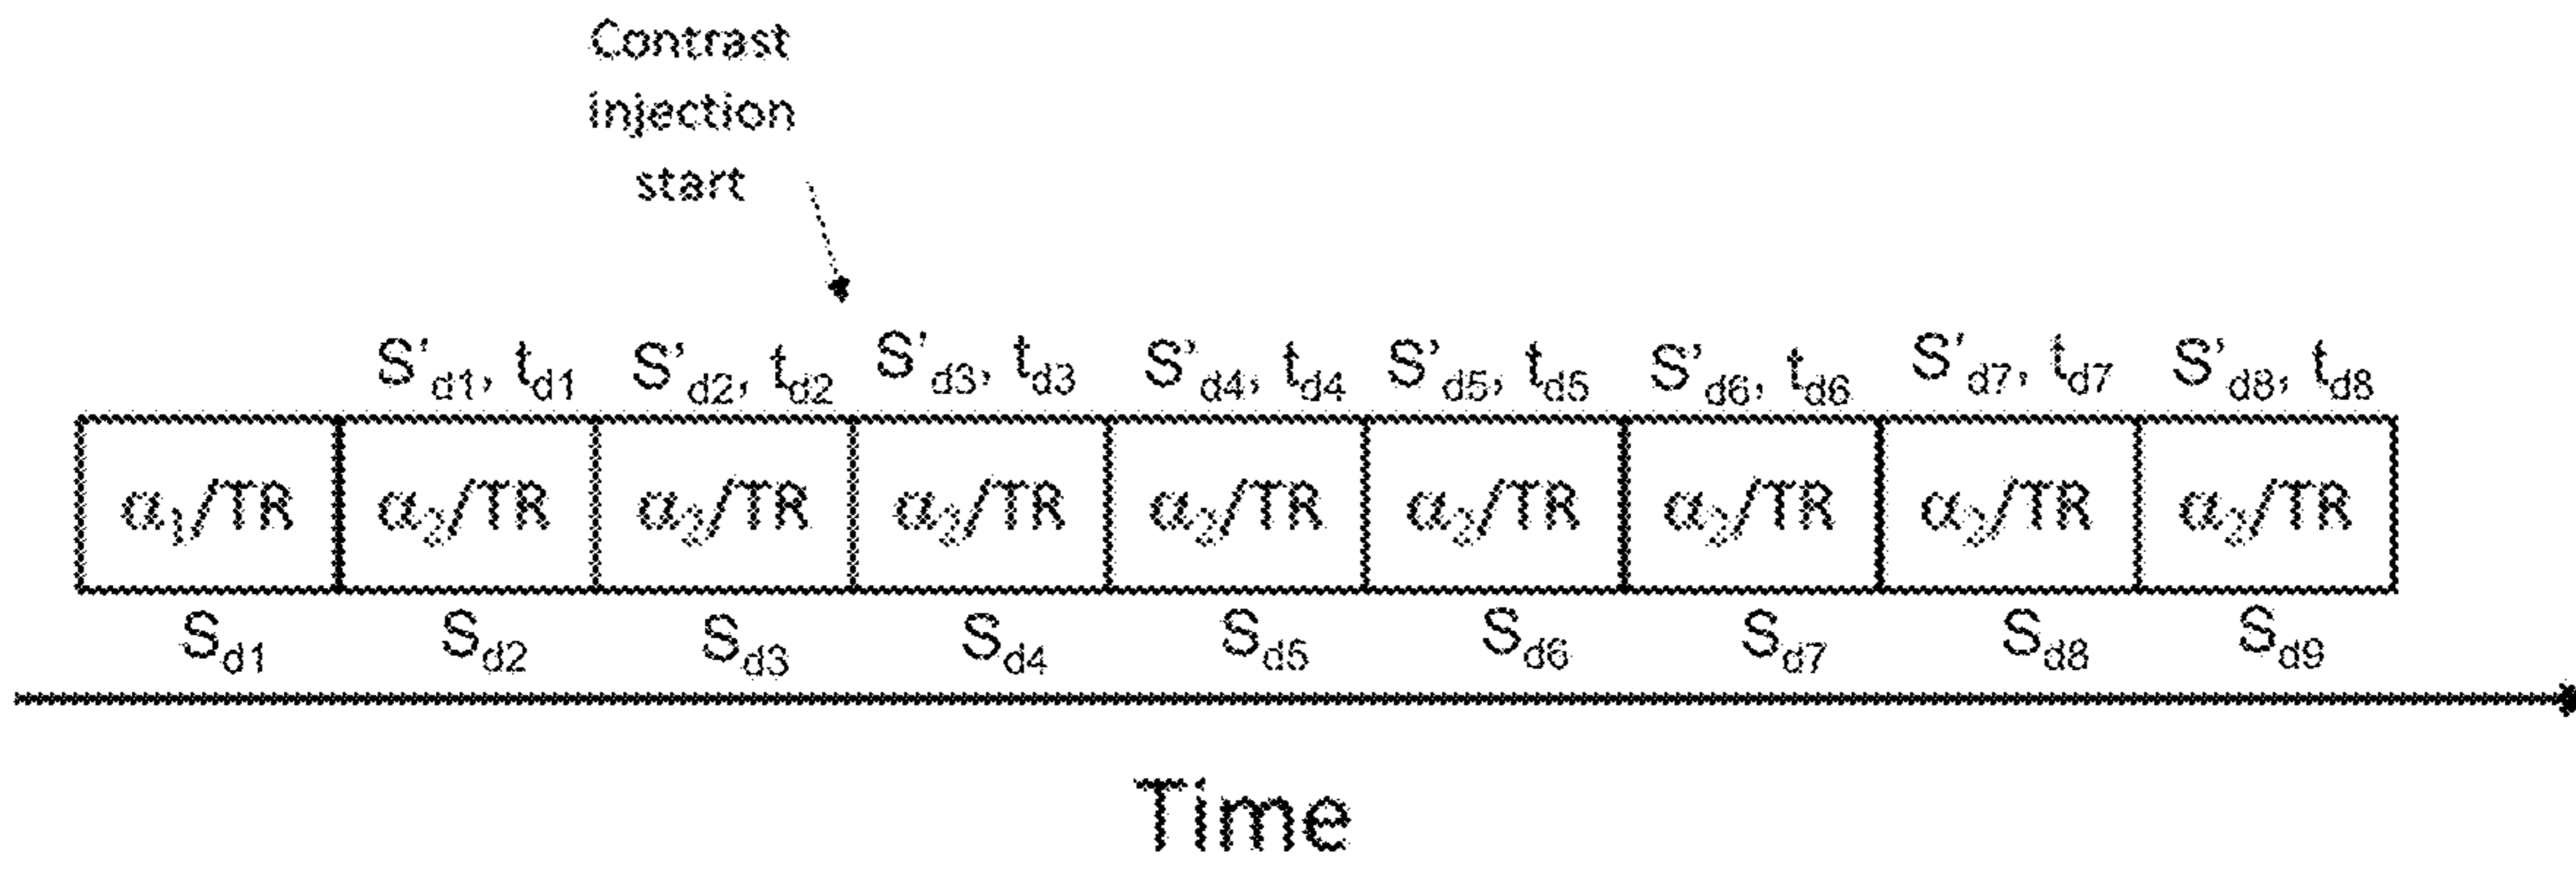 Contrast
injection
start
S'd1, td1 S'd2, td2 S'd3, td3 S'd4, td4 S'd5, td5 S'd6, td6 S'd7, td7 S'd8, td8
α1/TR α2/TR α2/TR α2/TR α2/TR α2/TR α2/TR α2/TR α2/TR
Sd1 Sd2 Sd3 Sd4 Sd5 Sd6 Sd7 Sd8 Sd9
Time